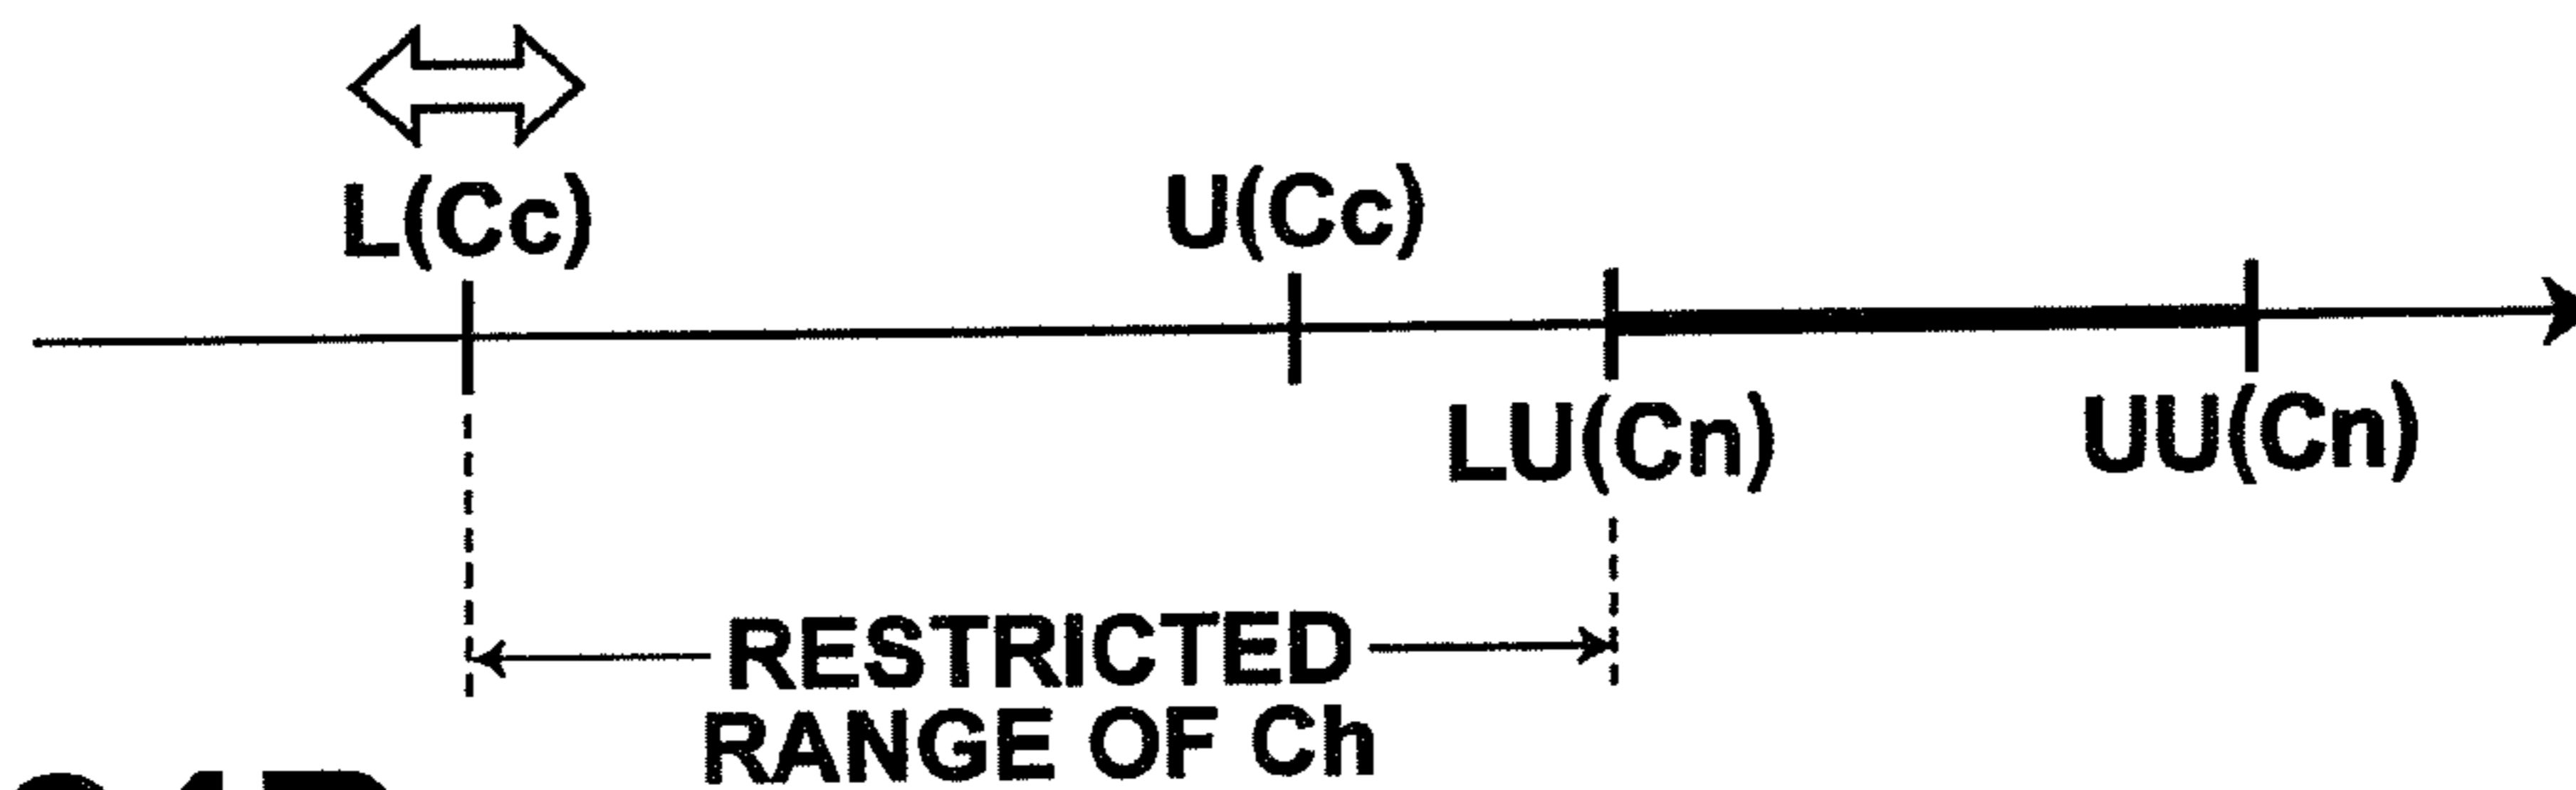 L(Cc)
U(Cc)
LU(Cn)
UU(Cn)
RESTRICTED
RANGE OF Ch